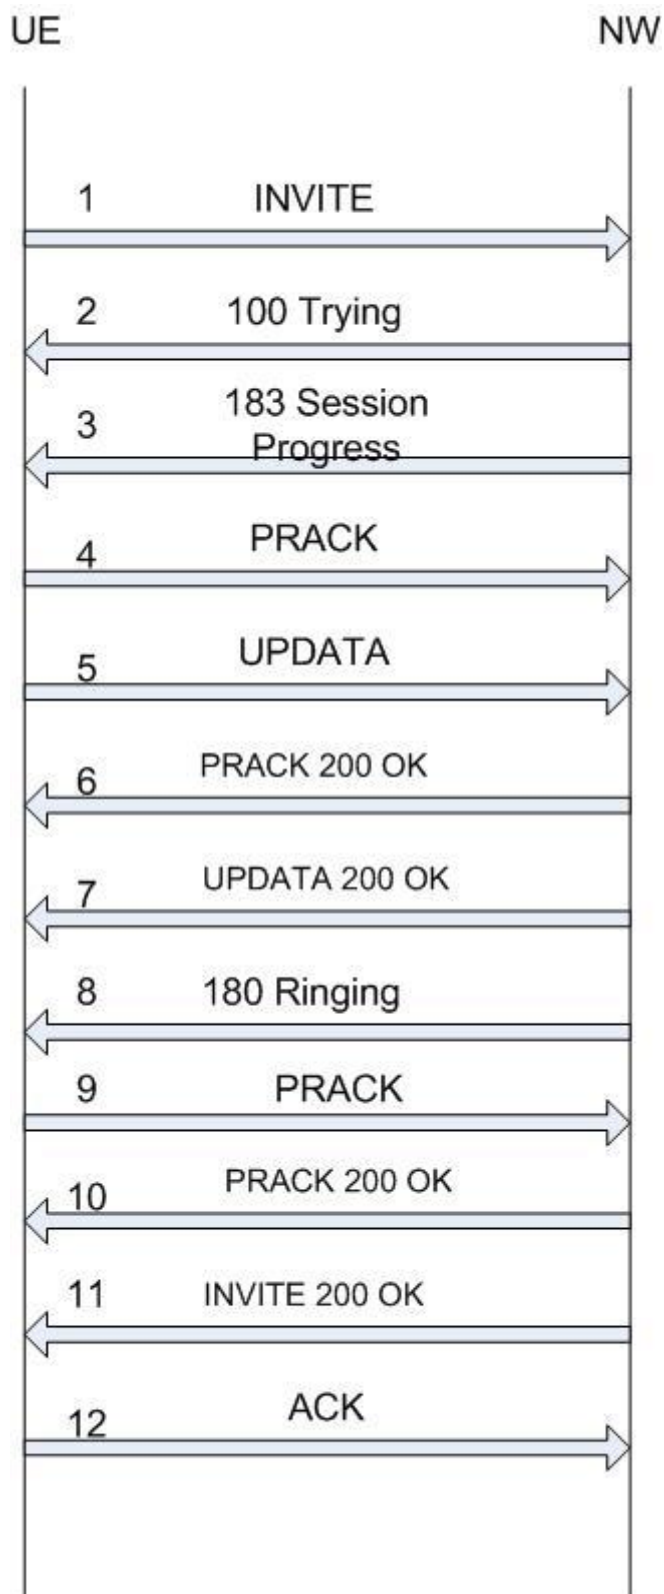 UE NW
1 INVITE
2 100 Trying
3 183 Session
Progress
4 PRACK
5 UPDATA
6 PRACK 200 OK
7 UPDATA 200 OK
8 180 Ringing
9 PRACK
10 PRACK 200 OK
11 INVITE 200 OK
12 ACK